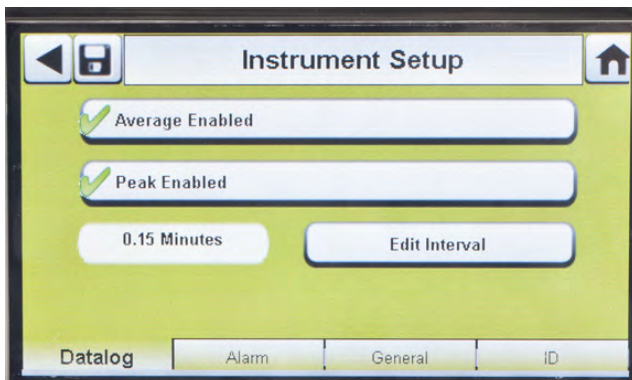 Instrument Setup
Average Enabled
Peak Enabled
0.15 Minutes
Edit Interval
Datalog
Alarm
General
ID